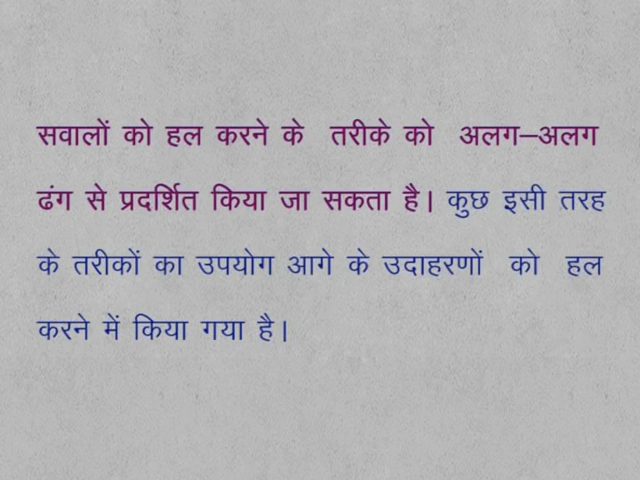 सवालों को हल करने के तरीके को अलग–अलग
ढंग से प्रदर्शित किया जा सकता है। कुछ इसी तरह
के तरीकों का उपयोग आगे के उदाहरणों को हल
करने में किया गया है।